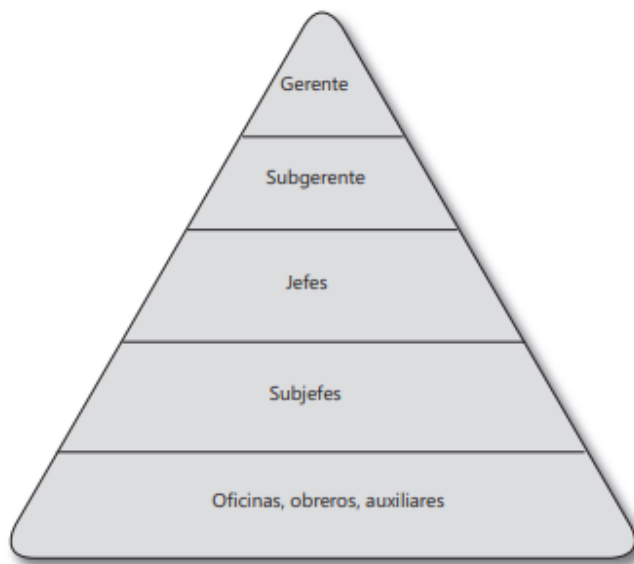 Gerente
Subgerente
Jefes
Subjefes
Oficinas, obreros, auxiliares